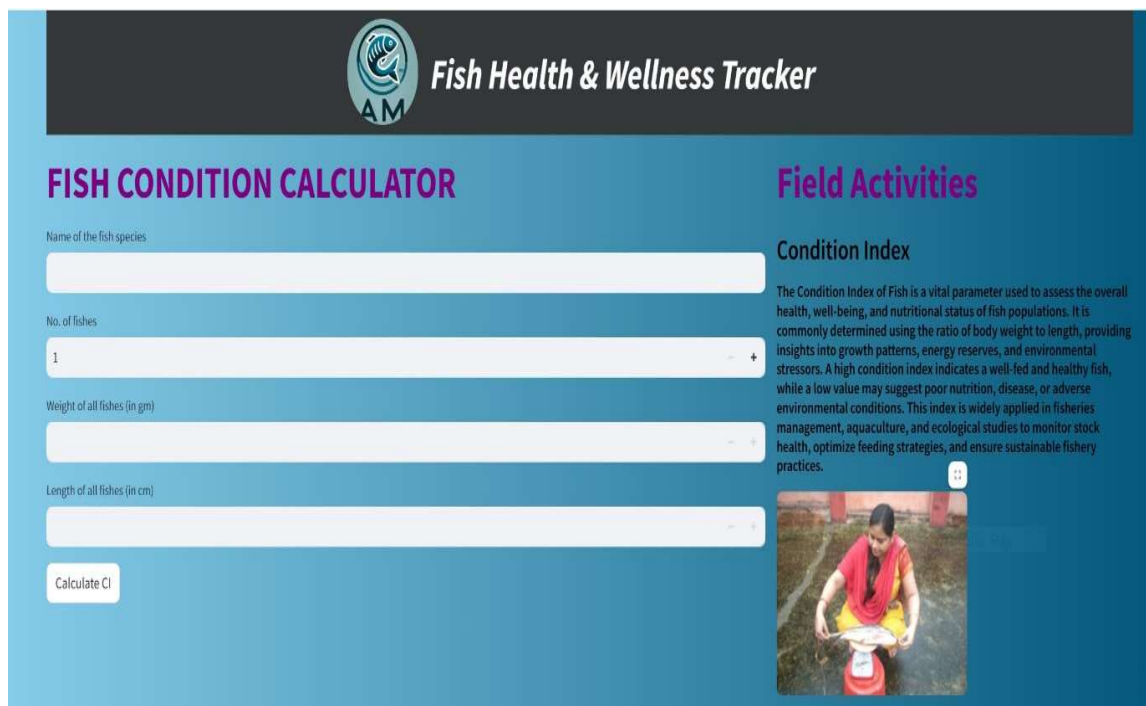 AM
Fish Health & Wellness Tracker
FISH CONDITION CALCULATOR
Name of the fish species
No. of fishes
1
Weight of all fishes (in gm)
Length of all fishes (in cm)
Calculate CI
Field Activities
Condition Index
The Condition Index of Fish is a vital parameter used to assess the overall
health, well-being, and nutritional status of fish populations. It is
commonly determined using the ratio of body weight to length, providing
insights into growth patterns, energy reserves, and environmental
stressors. A high condition index indicates a well-fed and healthy fish,
while a low value may suggest poor nutrition, disease, or adverse
environmental conditions. This index is widely applied in fisheries
management, aquaculture, and ecological studies to monitor stock
health, optimize feeding strategies, and ensure sustainable fishery
practices.